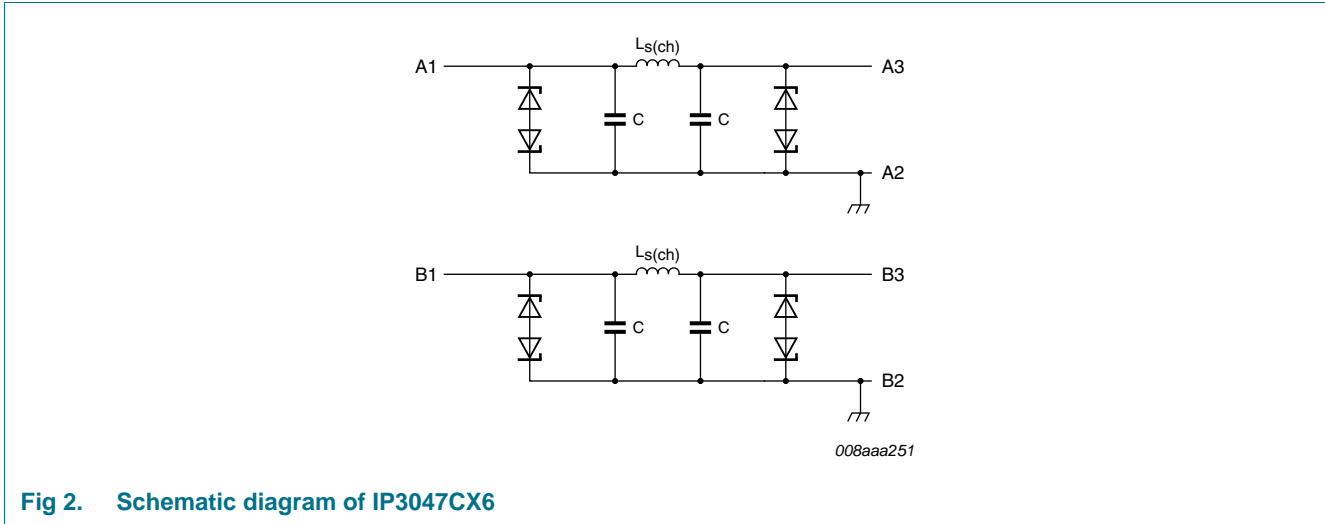 Ls(ch)
A1
A3
C
C
A2
Ls(ch)
B1
B3
C
C
B2
008aaa251
Fig 2. Schematic diagram of IP3047CX6